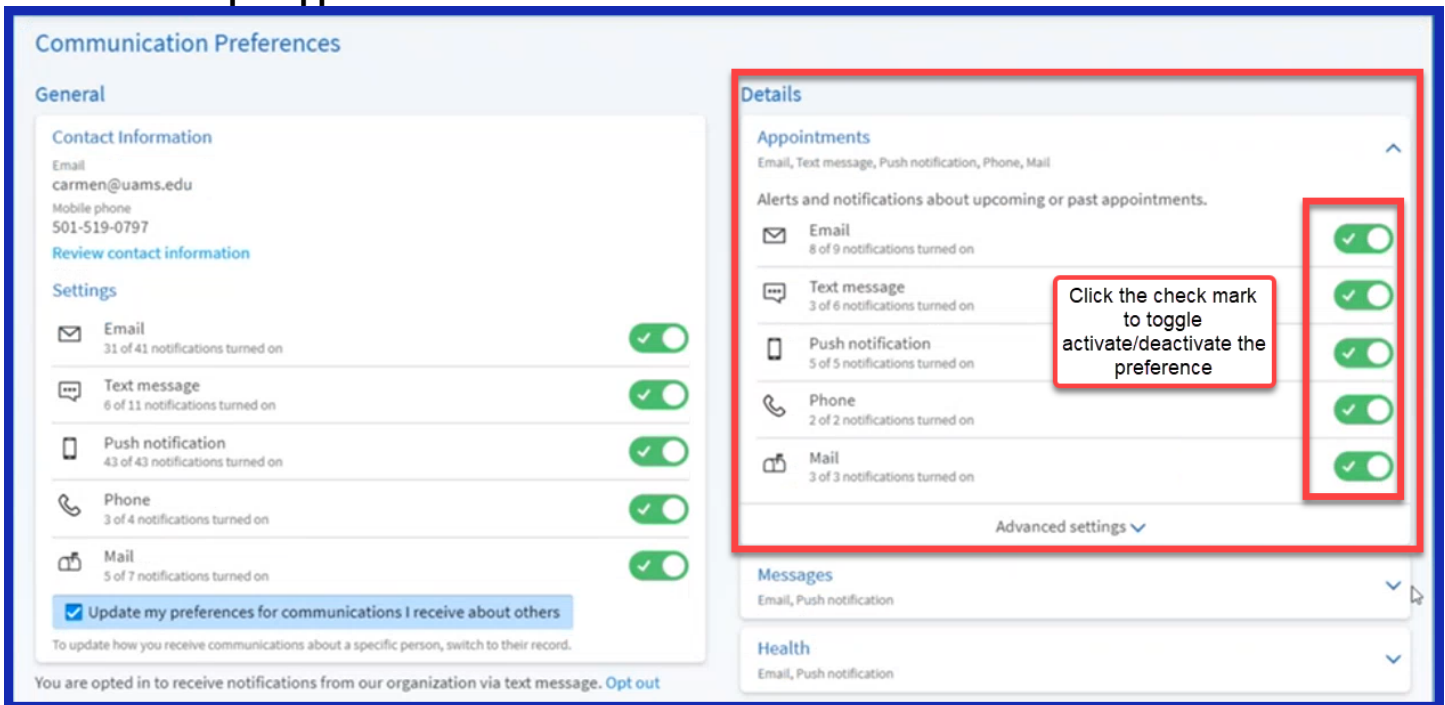 Communication Preferences
General
Contact Information
Email
carmen@uams.edu
Mobile phone
501-519-0797
Review contact information
Settings
Email
31 of 41 notifications turned on
Text message
6 of 11 notifications turned on
Push notification
43 of 43 notifications turned on
Phone
3 of 4 notifications turned on
Mail
5 of 7 notifications turned on
Update my preferences for communications I receive about others
To update how you receive communications about a specific person, switch to their record.
You are opted in to receive notifications from our organization via text message. Opt out
Details
Appointments
Email, Text message, Push notification, Phone, Mail
Alerts and notifications about upcoming or past appointments.
Email
8 of 9 notifications turned on
Text message
3 of 6 notifications turned on
Push notification
5 of 5 notifications turned on
Phone
2 of 2 notifications turned on
Mail
3 of 3 notifications turned on
Click the check mark
to toggle
activate/deactivate the
preference
Advanced settings
Messages
Email, Push notification
Health
Email, Push notification